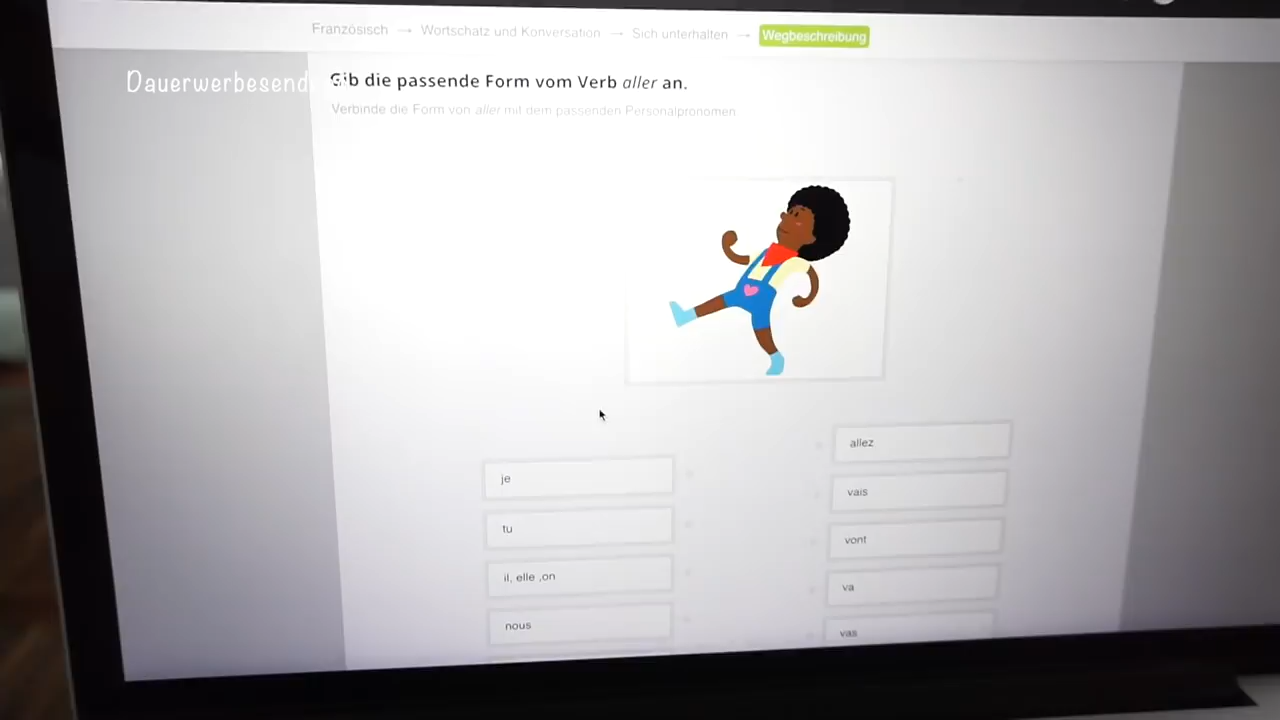 Französisch → Wortschatz und Konversation → Sich unterhalten → Wegbeschreibung
Dauerwerbesend
Gib die passende Form vom Verb aller an.
Verbinde die Form von aller mit dem passenden Personalpronomen
je
tu
il, elle ,on
nous
allez
vais
vont
va
vas